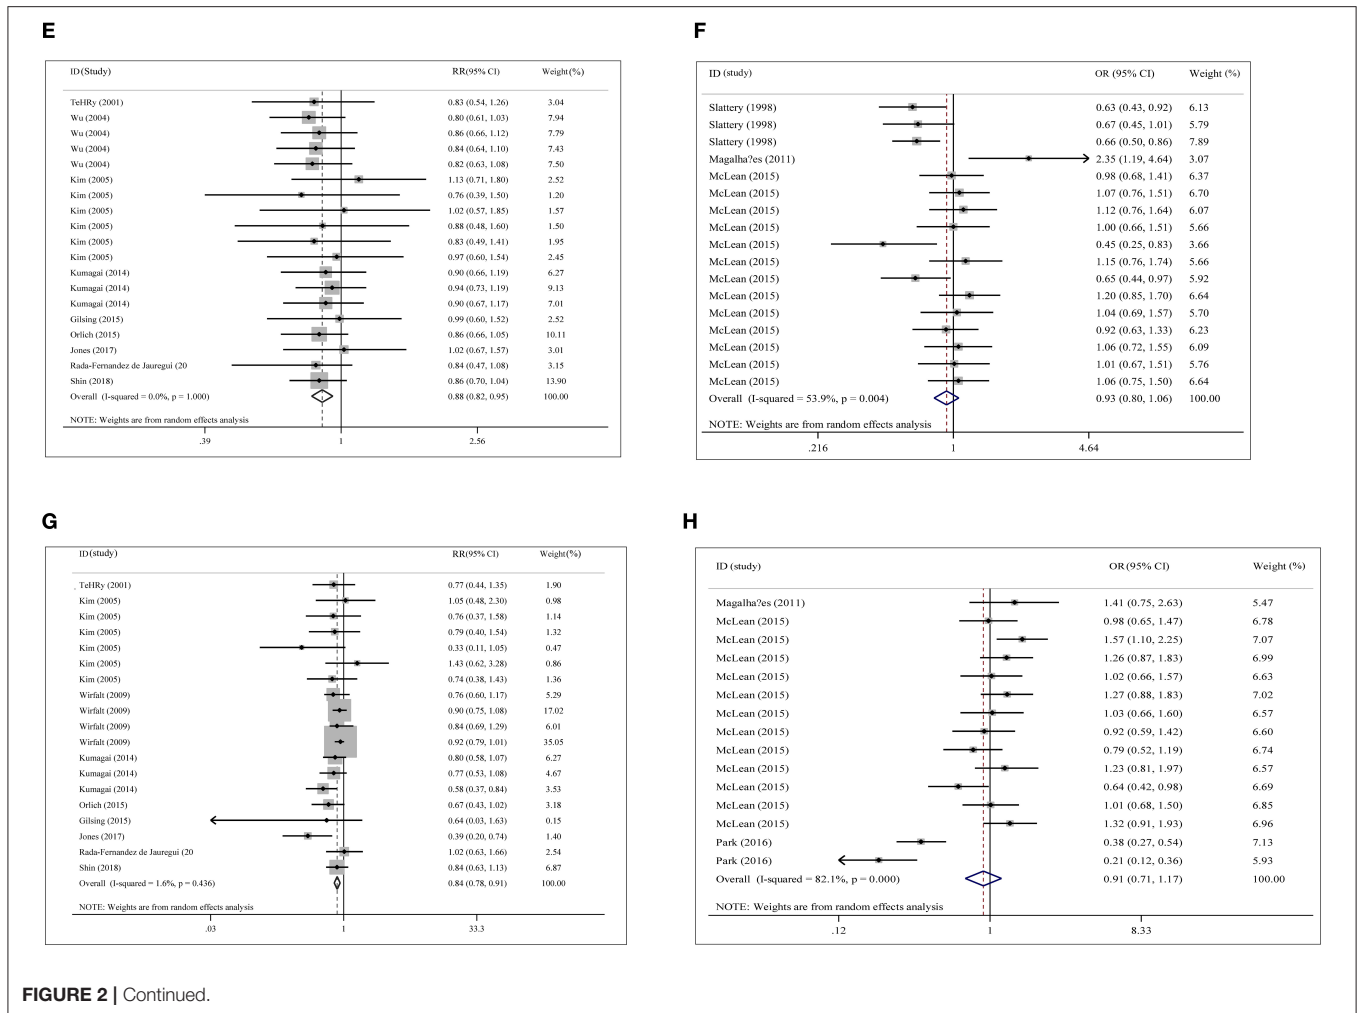 E
ID (Study) RR(95% CI) Weight(%)
TeHRy (2001) 0.83 (0.54, 1.26) 3.04
Wu (2004) 0.80 (0.61, 1.03) 7.94
Wu (2004) 0.86 (0.66, 1.12) 7.79
Wu (2004) 0.84 (0.64, 1.10) 7.43
Wu (2004) 0.82 (0.63, 1.08) 7.50
Kim (2005) 1.13 (0.71, 1.80) 2.52
Kim (2005) 0.76 (0.39, 1.50) 1.20
Kim (2005) 1.02 (0.57, 1.85) 1.57
Kim (2005) 0.88 (0.48, 1.60) 1.50
Kim (2005) 0.83 (0.49, 1.41) 1.95
Kim (2005) 0.97 (0.60, 1.54) 2.45
Kumagai (2014) 0.90 (0.66, 1.19) 6.27
Kumagai (2014) 0.94 (0.73, 1.19) 9.13
Kumagai (2014) 0.90 (0.67, 1.17) 7.01
Gilsing (2015) 0.99 (0.60, 1.52) 2.52
Orlich (2015) 0.86 (0.66, 1.05) 10.11
Jones (2017) 1.02 (0.67, 1.57) 3.01
Rada-Fernandez de Jauregui (20 0.84 (0.47, 1.08) 3.15
Shin (2018) 0.86 (0.70, 1.04) 13.90
Overall (I-squared = 0.0%, p = 1.000) 0.88 (0.82, 0.95) 100.00
NOTE: Weights are from random effects analysis
.39 1 2.56
F
ID (study) OR (95% CI) Weight (%)
Slattery (1998) 0.63 (0.43, 0.92) 6.13
Slattery (1998) 0.67 (0.45, 1.01) 5.79
Slattery (1998) 0.66 (0.50, 0.86) 7.89
Magalha?es (2011) 2.35 (1.19, 4.64) 3.07
McLean (2015) 0.98 (0.68, 1.41) 6.37
McLean (2015) 1.07 (0.76, 1.51) 6.70
McLean (2015) 1.12 (0.76, 1.64) 6.07
McLean (2015) 1.00 (0.66, 1.51) 5.66
McLean (2015) 0.45 (0.25, 0.83) 3.66
McLean (2015) 1.15 (0.76, 1.74) 5.66
McLean (2015) 0.65 (0.44, 0.97) 5.92
McLean (2015) 1.20 (0.85, 1.70) 6.64
McLean (2015) 1.04 (0.69, 1.57) 5.70
McLean (2015) 0.92 (0.63, 1.33) 6.23
McLean (2015) 1.06 (0.72, 1.55) 6.09
McLean (2015) 1.01 (0.67, 1.51) 5.76
McLean (2015) 1.06 (0.75, 1.50) 6.64
Overall (I-squared = 53.9%, p = 0.004) 0.93 (0.80, 1.06) 100.00
NOTE: Weights are from random effects analysis
.216 1 4.64
G
ID (study) RR(95% CI) Weight(%)
TeHRy (2001) 0.77 (0.44, 1.35) 1.90
Kim (2005) 1.05 (0.48, 2.30) 0.98
Kim (2005) 0.76 (0.37, 1.58) 1.14
Kim (2005) 0.79 (0.40, 1.54) 1.32
Kim (2005) 0.33 (0.11, 1.05) 0.47
Kim (2005) 1.43 (0.62, 3.28) 0.86
Kim (2005) 0.74 (0.38, 1.43) 1.36
Wirfalt (2009) 0.76 (0.60, 1.17) 5.29
Wirfalt (2009) 0.90 (0.75, 1.08) 17.02
Wirfalt (2009) 0.84 (0.69, 1.29) 6.01
Wirfalt (2009) 0.92 (0.79, 1.01) 35.05
Kumagai (2014) 0.80 (0.58, 1.07) 6.27
Kumagai (2014) 0.77 (0.53, 1.08) 4.67
Kumagai (2014) 0.58 (0.37, 0.84) 3.53
Orlich (2015) 0.67 (0.43, 1.02) 3.18
Gilsing (2015) 0.64 (0.03, 1.63) 0.15
Jones (2017) 0.39 (0.20, 0.74) 1.40
Rada-Fernandez de Jauregui (20 1.02 (0.63, 1.66) 2.54
Shin (2018) 0.84 (0.63, 1.13) 6.87
Overall (I-squared = 1.6%, p = 0.436) 0.84 (0.78, 0.91) 100.00
NOTE: Weights are from random effects analysis
.03 1 33.3
H
ID (study) OR (95% CI) Weight (%)
Magalha?es (2011) 1.41 (0.75, 2.63) 5.47
McLean (2015) 0.98 (0.65, 1.47) 6.78
McLean (2015) 1.57 (1.10, 2.25) 7.07
McLean (2015) 1.26 (0.87, 1.83) 6.99
McLean (2015) 1.02 (0.66, 1.57) 6.63
McLean (2015) 1.27 (0.88, 1.83) 7.02
McLean (2015) 1.03 (0.66, 1.60) 6.57
McLean (2015) 0.92 (0.59, 1.42) 6.60
McLean (2015) 0.79 (0.52, 1.19) 6.74
McLean (2015) 1.23 (0.81, 1.97) 6.57
McLean (2015) 0.64 (0.42, 0.98) 6.69
McLean (2015) 1.01 (0.68, 1.50) 6.85
McLean (2015) 1.32 (0.91, 1.93) 6.96
Park (2016) 0.38 (0.27, 0.54) 7.13
Park (2016) 0.21 (0.12, 0.36) 5.93
Overall (I-squared = 82.1%, p = 0.000) 0.91 (0.71, 1.17) 100.00
NOTE: Weights are from random effects analysis
.12 1 8.33
FIGURE 2 | Continued.